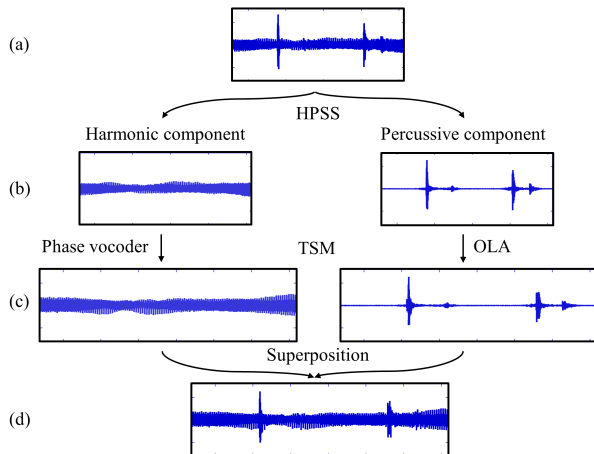 (a)
HPSS
Harmonic component
Percussive component
(b)
Phase vocoder
TSM
OLA
(c)
Superposition
(d)